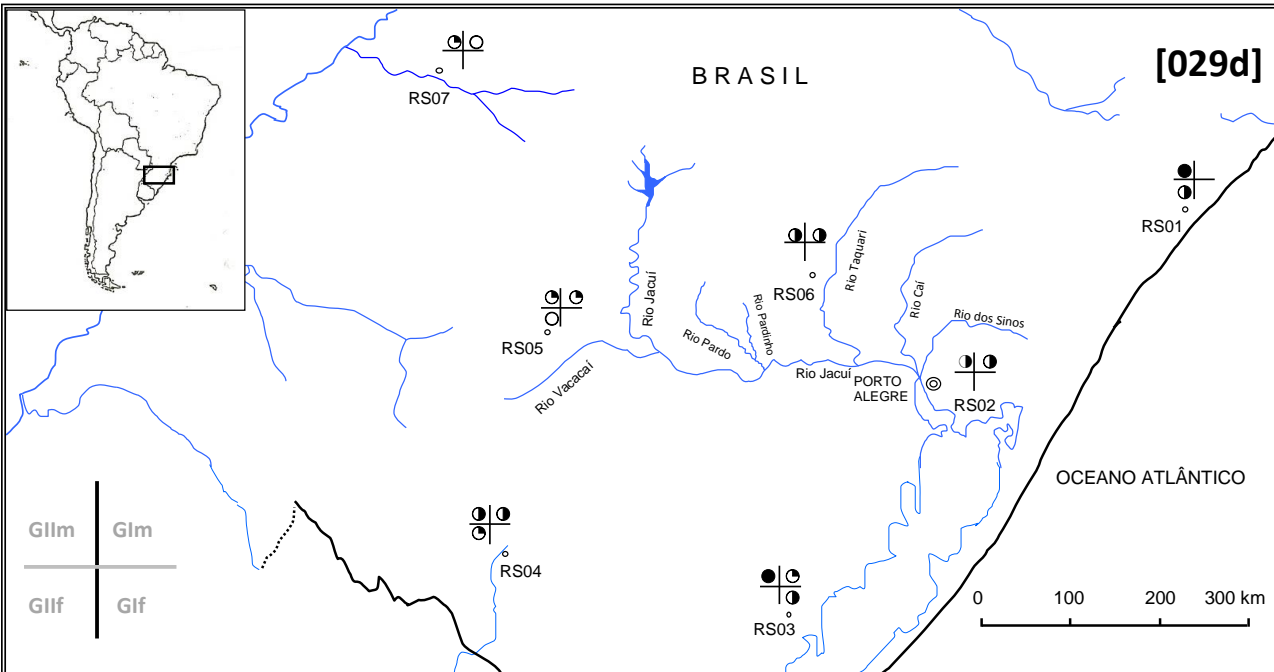 [029d]
BRASIL
RS07
RS01
RS06
Rio Taquari
Rio Caí
Rio dos Sinos
Rio Jacuí
RS05
Rio Pardo
Rio Pardinho
Rio Jacuí
PORTO
ALEGRE
RS02
Rio Vacacaí
OCEANO ATLÂNTICO
GIIm GIm
GIIf GIf
RS04
RS03
0 100 200 300 km